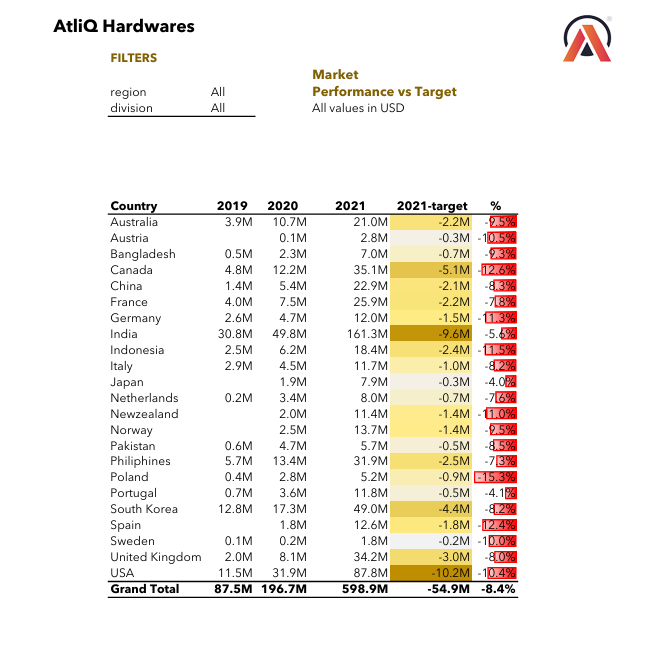 AtliQ Hardwares
FILTERS
Market
region All Performance vs Target
division All All values in USD
Country 2019 2020 2021 2021-target %
Australia 3.9M 10.7M 21.0M -2.2M -9.5%
Austria 0.1M 2.8M -0.3M -10.5%
Bangladesh 0.5M 2.3M 7.0M -0.7M -9.3%
Canada 4.8M 12.2M 35.1M -5.1M -12.6%
China 1.4M 5.4M 22.9M -2.1M -8.3%
France 4.0M 7.5M 25.9M -2.2M -7.8%
Germany 2.6M 4.7M 12.0M -1.5M -11.3%
India 30.8M 49.8M 161.3M -9.6M -5.6%
Indonesia 2.5M 6.2M 18.4M -2.4M -11.5%
Italy 2.9M 4.5M 11.7M -1.0M -8.2%
Japan 1.9M 7.9M -0.3M -4.0%
Netherlands 0.2M 3.4M 8.0M -0.7M -7.6%
Newzealand 2.0M 11.4M -1.4M -11.0%
Norway 2.5M 13.7M -1.4M -9.5%
Pakistan 0.6M 4.7M 5.7M -0.5M -8.5%
Philiphines 5.7M 13.4M 31.9M -2.5M -7.3%
Poland 0.4M 2.8M 5.2M -0.9M -15.3%
Portugal 0.7M 3.6M 11.8M -0.5M -4.1%
South Korea 12.8M 17.3M 49.0M -4.4M -8.2%
Spain 1.8M 12.6M -1.8M -12.4%
Sweden 0.1M 0.2M 1.8M -0.2M -10.0%
United Kingdom 2.0M 8.1M 34.2M -3.0M -8.0%
USA 11.5M 31.9M 87.8M -10.2M -10.4%
Grand Total 87.5M 196.7M 598.9M -54.9M -8.4%